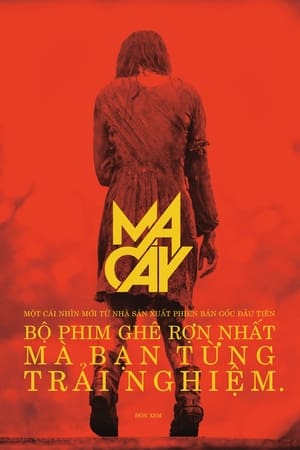 MA
CÂY
MỘT CÁI NHÌN MỚI TỪ NHÀ SẢN XUẤT PHIÊN BẢN GỐC ĐẦU TIÊN
BỘ PHIM GHÊ RỢN NHẤT
MÀ BẠN TỪNG
TRẢI NGHIỆM.
ĐÓN XEM